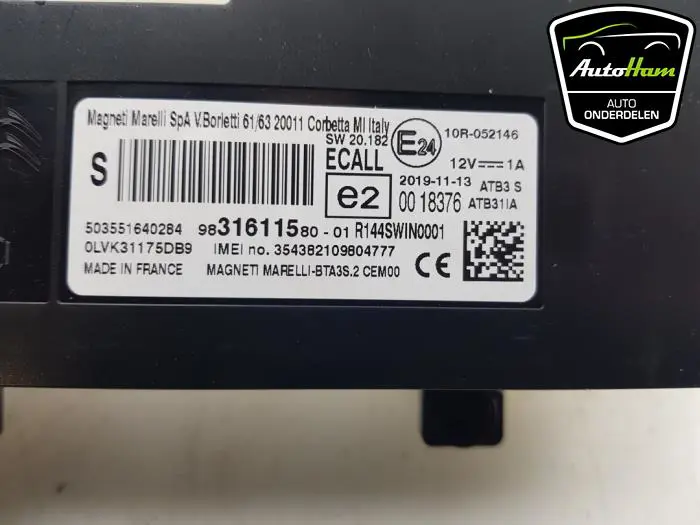 AutoHam
AUTO
ONDERDELEN
Magneti Marelli SpA V.Borletti 61/63 20011 Corbetta MI Italy
SW 20.182
E24
10R-052146
S
ECALL
12V 1A
e2
2019-11-13 ATB3 S
00 18376 ATB31IA
503551640284 9831611580-01 R144SWIN0001
0LVK31175DB9 IMEI no. 354382109804777
MADE IN FRANCE MAGNETI MARELLI-BTA3S.2 CEM00 CE